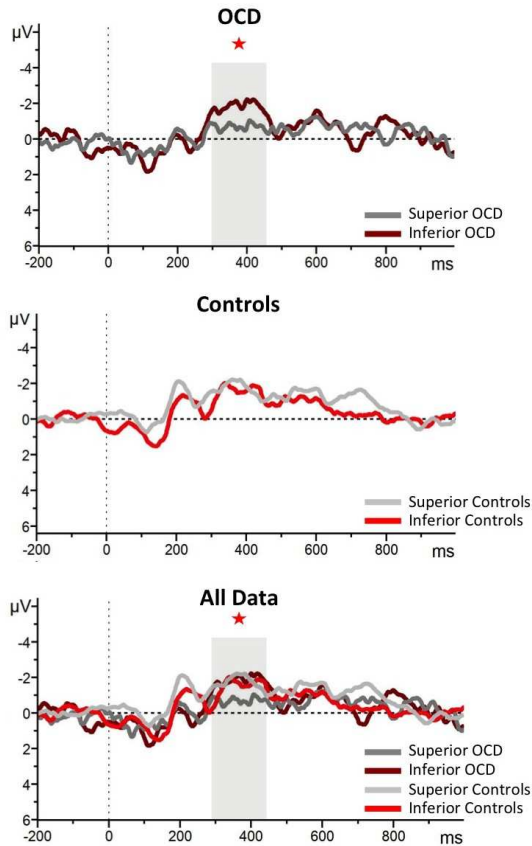 OCD
µV
-4
-2
0
2
4
6
-200 0 200 400 600 800 ms
Superior OCD
Inferior OCD
Controls
µV
-4
-2
0
2
4
6
-200 0 200 400 600 800 ms
Superior Controls
Inferior Controls
All Data
µV
-4
-2
0
2
4
6
-200 0 200 400 600 800 ms
Superior OCD
Inferior OCD
Superior Controls
Inferior Controls